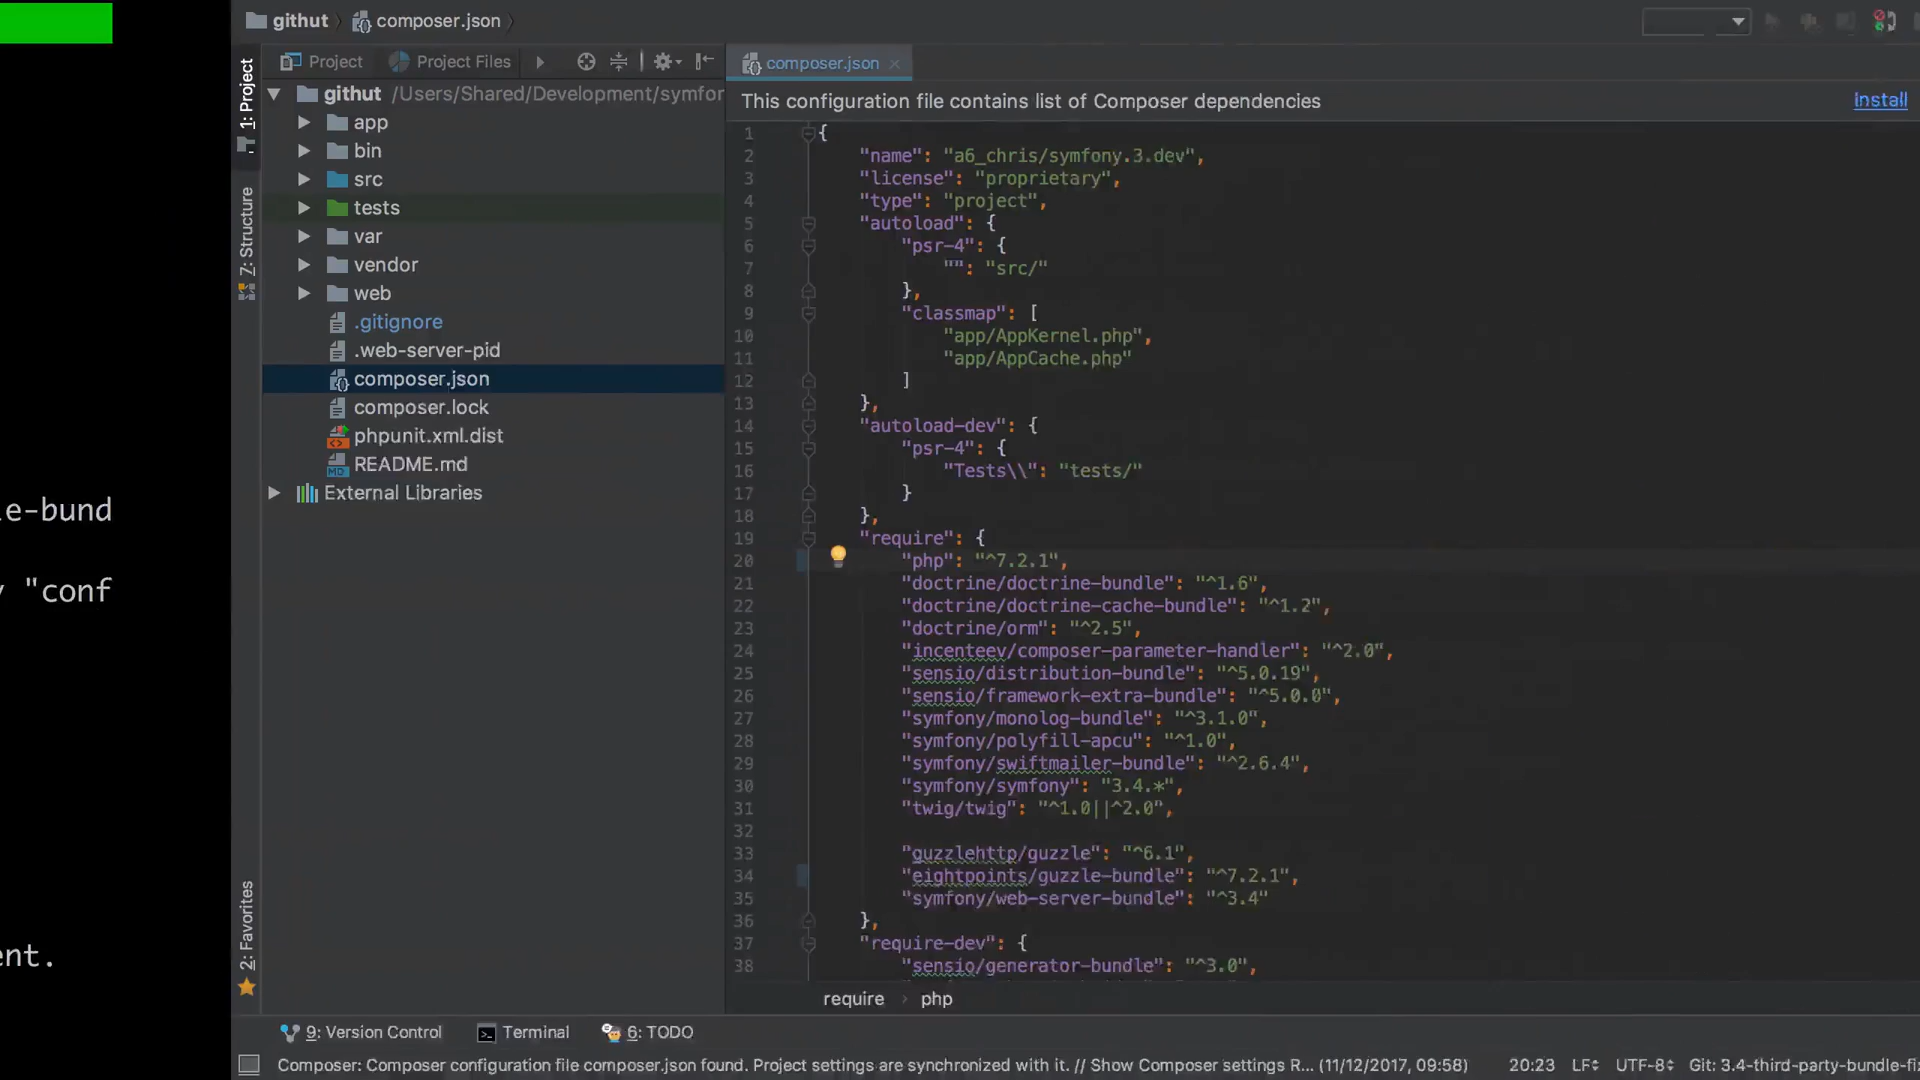 githut
composer.json
1: Project
Project
Project Files
composer.json
githut /Users/Shared/Development/symfor
This configuration file contains list of Composer dependencies
Install
app
bin
src
tests
var
vendor
web
.gitignore
.web-server-pid
composer.json
composer.lock
phpunit.xml.dist
README.md
External Libraries
Z: Structure
2: Favorites
le-bund
y "conf
ent.
1 {
2 "name": "a6_chris/symfony.3.dev",
3 "license": "proprietary",
4 "type": "project",
5 "autoload": {
6 "psr-4": {
7 "": "src/"
8 },
9 "classmap": [
10 "app/AppKernel.php",
11 "app/AppCache.php"
12 ]
13 },
14 "autoload-dev": {
15 "psr-4": {
16 "Tests\\": "tests/"
17 }
18 },
19 "require": {
20 "php": "^7.2.1",
21 "doctrine/doctrine-bundle": "^1.6",
22 "doctrine/doctrine-cache-bundle": "^1.2",
23 "doctrine/orm": "^2.5",
24 "incenteev/composer-parameter-handler": "^2.0",
25 "sensio/distribution-bundle": "^5.0.19",
26 "sensio/framework-extra-bundle": "^5.0.0",
27 "symfony/monolog-bundle": "^3.1.0",
28 "symfony/polyfill-apcu": "^1.0",
29 "symfony/swiftmailer-bundle": "^2.6.4",
30 "symfony/symfony": "3.4.*",
31 "twig/twig": "^1.0||^2.0",
32
33 "guzzlehttp/guzzle": "^6.1",
34 "eightpoints/guzzle-bundle": "^7.2.1",
35 "symfony/web-server-bundle": "^3.4"
36 },
37 "require-dev": {
38 "sensio/generator-bundle": "^3.0",
require › php
9: Version Control
Terminal
6: TODO
Composer: Composer configuration file composer.json found. Project settings are synchronized with it. // Show Composer settings R... (11/12/2017, 09:58)
20:23
LF
UTF-8
Git: 3.4-third-party-bundle-fi